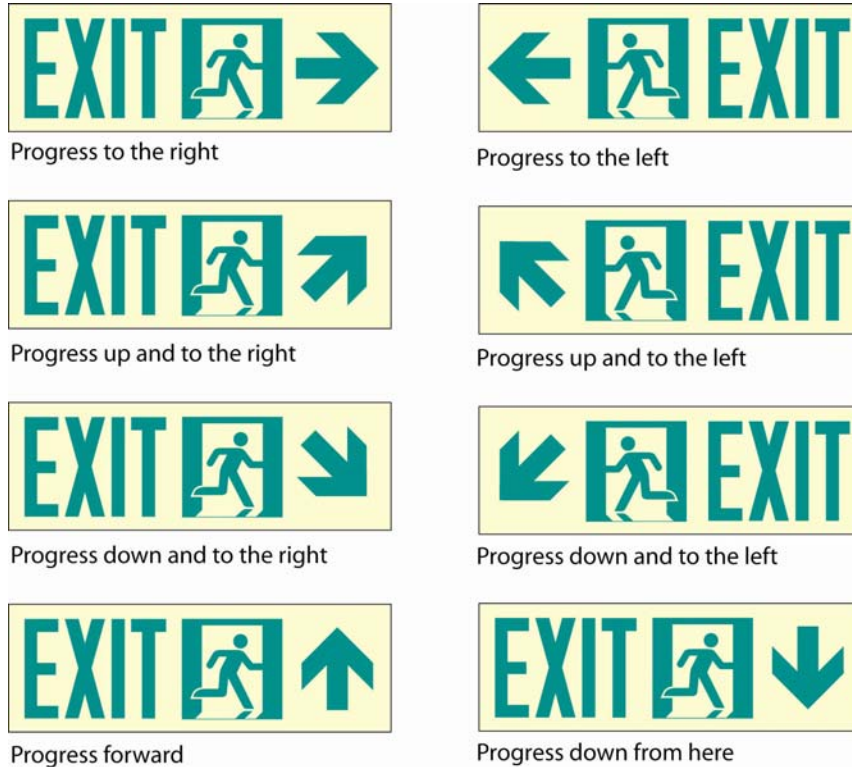 EXIT
Progress to the right
EXIT
Progress to the left
EXIT
Progress up and to the right
EXIT
Progress up and to the left
EXIT
Progress down and to the right
EXIT
Progress down and to the left
EXIT
Progress forward
EXIT
Progress down from here